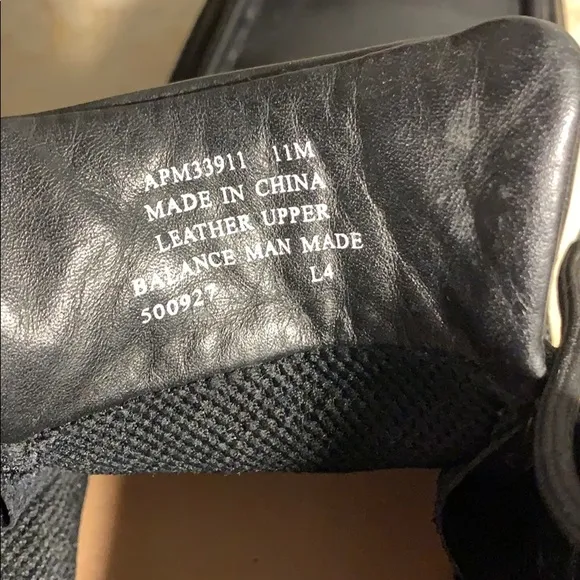 APM33911 11M
MADE IN CHINA
LEATHER UPPER
BALANCE MAN MADE
500927 L4